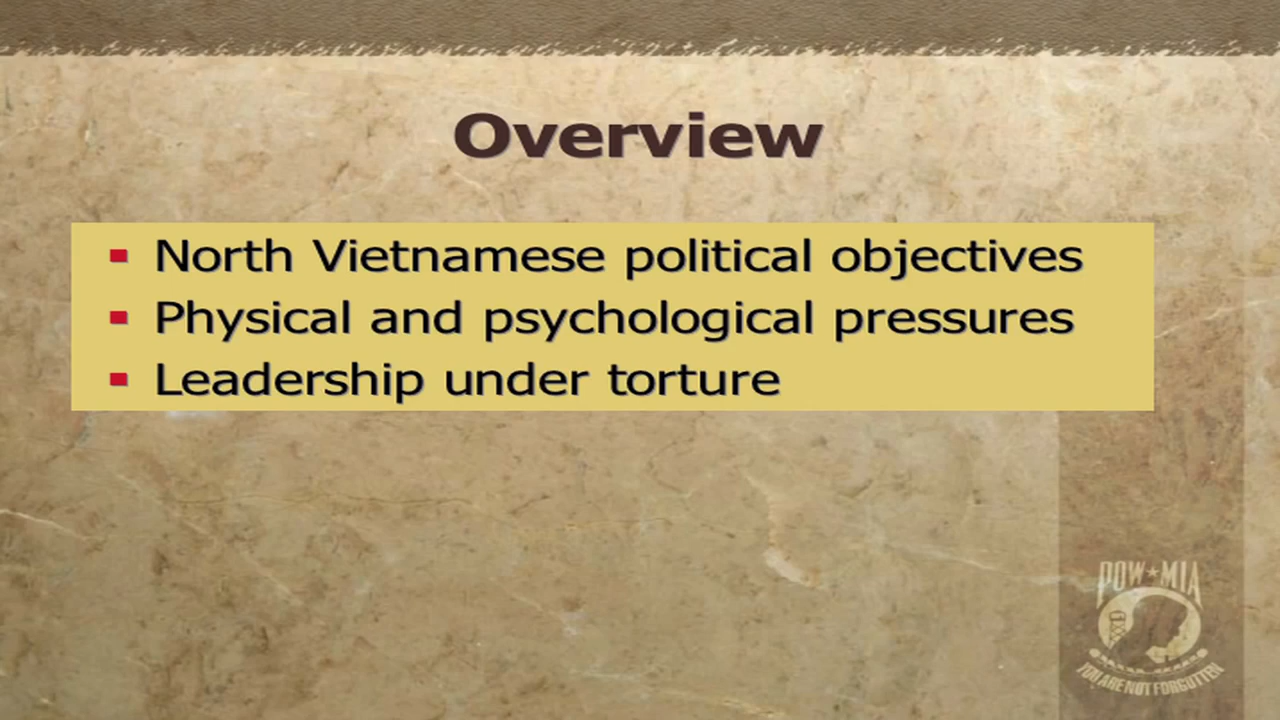 Overview
North Vietnamese political objectives
Physical and psychological pressures
Leadership under torture
POW★MIA
YOU ARE NOT FORGOTTEN